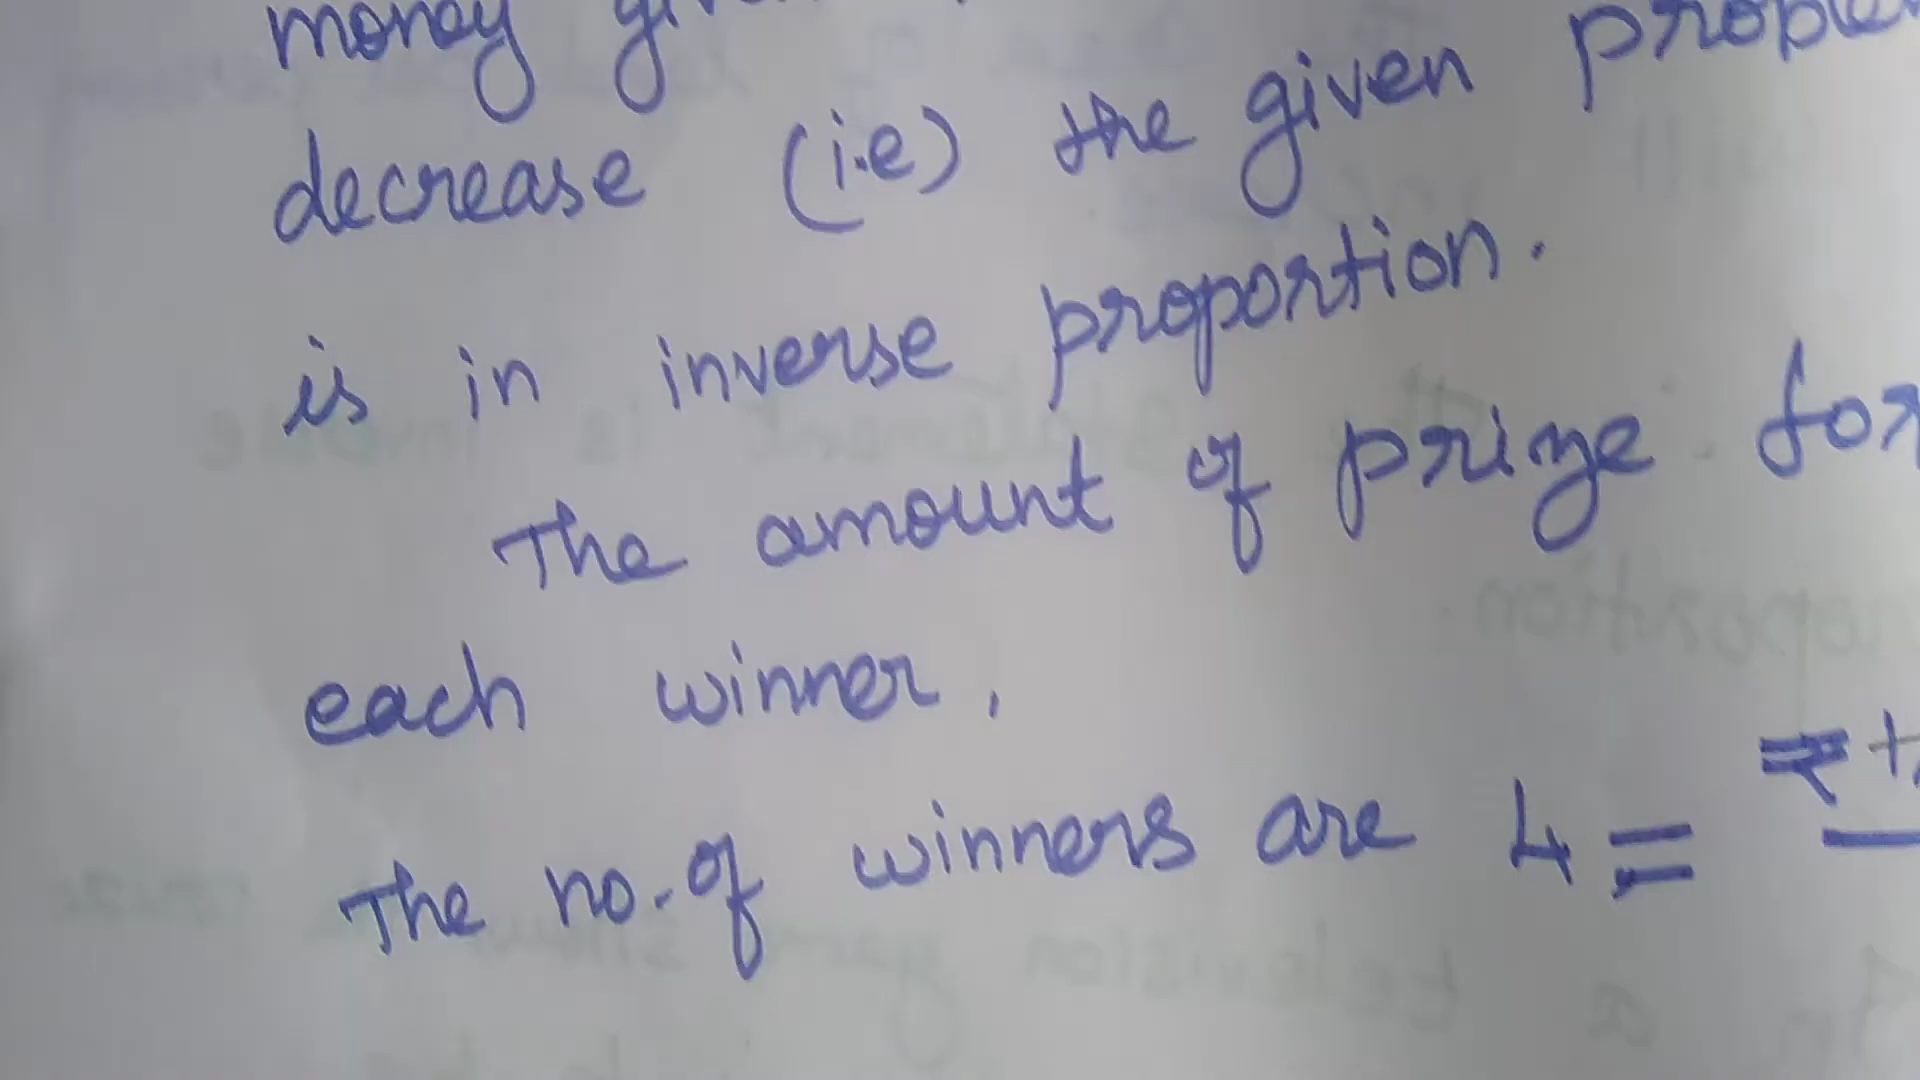 money
decrease (i.e) the given
is in inverse proportion.
The amount of prize for
each winner.
The no. of winners are 4 = ₹